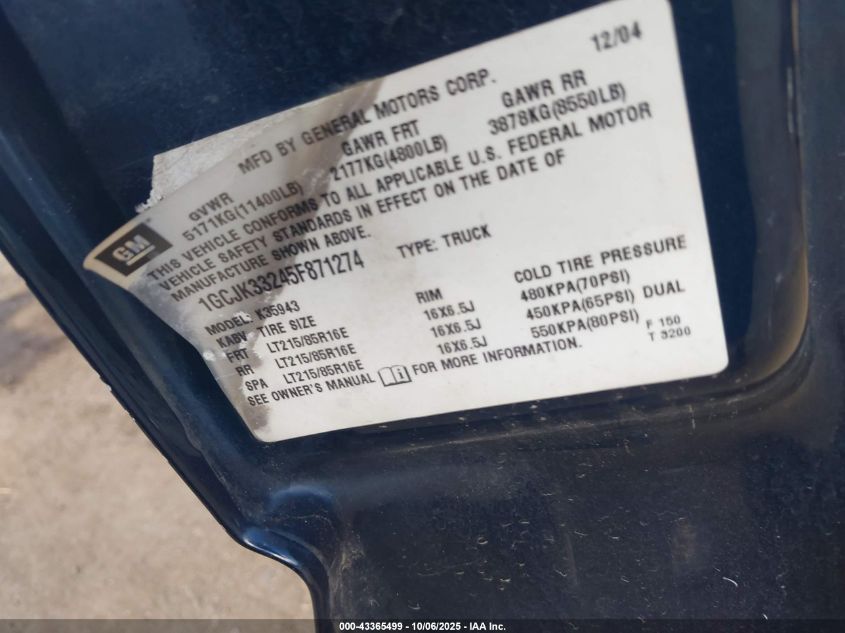 12/04
MFD BY GENERAL MOTORS CORP.
GVWR GAWR FRT GAWR RR
5171KG(11400LB) 2177KG(4800LB) 3878KG(8550LB)
THIS VEHICLE CONFORMS TO ALL APPLICABLE U.S. FEDERAL MOTOR
VEHICLE SAFETY STANDARDS IN EFFECT ON THE DATE OF
MANUFACTURE SHOWN ABOVE.
GM
1GCJK33245F871274 TYPE: TRUCK
MODEL: K35943
KABV TIRE SIZE RIM COLD TIRE PRESSURE
FRT LT215/85R16E 16X6.5J 480KPA(70PSI)
RR LT215/85R16E 16X6.5J 450KPA(65PSI) DUAL
SPA LT215/85R16E 16X6.5J 550KPA(80PSI)
SEE OWNER'S MANUAL i FOR MORE INFORMATION.
F 150
T 3200
000-43365499 - 10/06/2025 - IAA Inc.